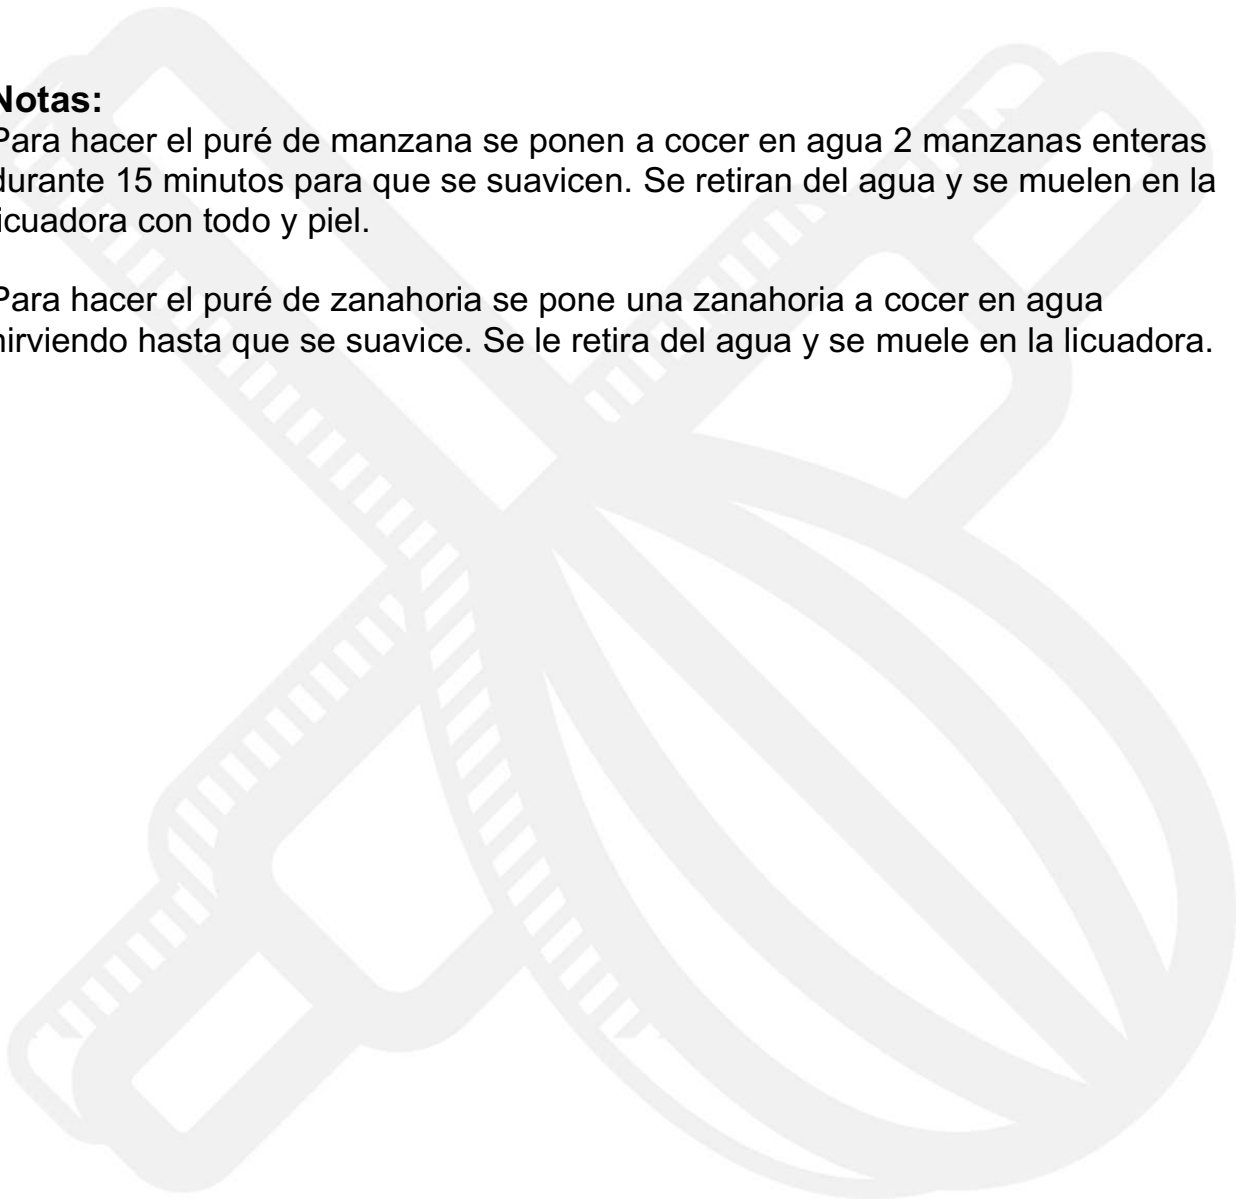 Notas:
Para hacer el puré de manzana se ponen a cocer en agua 2 manzanas enteras
durante 15 minutos para que se suavicen. Se retiran del agua y se muelen en la
licuadora con todo y piel.
Para hacer el puré de zanahoria se pone una zanahoria a cocer en agua
hirviendo hasta que se suavice. Se le retira del agua y se muele en la licuadora.